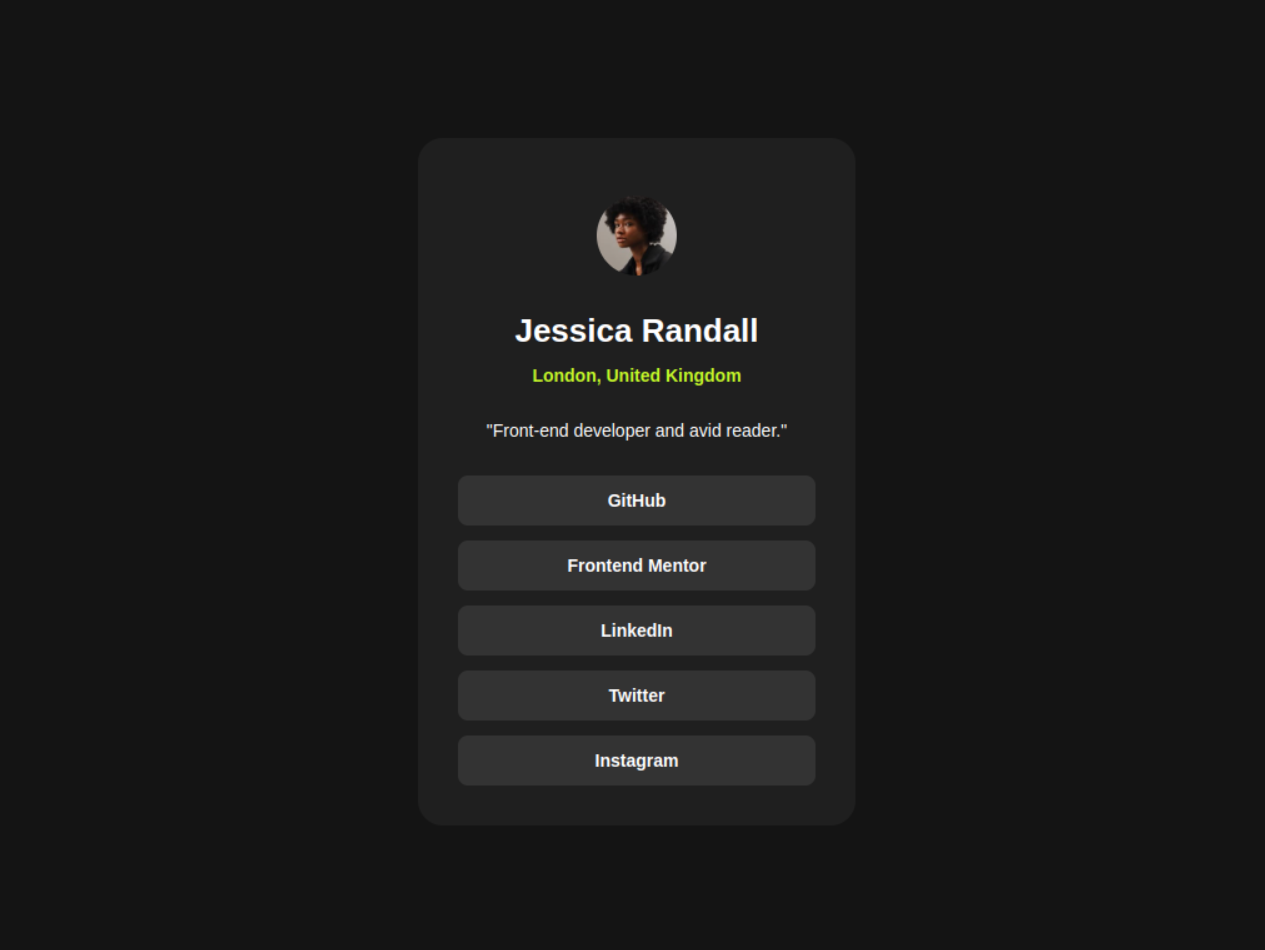 Jessica Randall
London, United Kingdom
"Front-end developer and avid reader."
GitHub
Frontend Mentor
LinkedIn
Twitter
Instagram